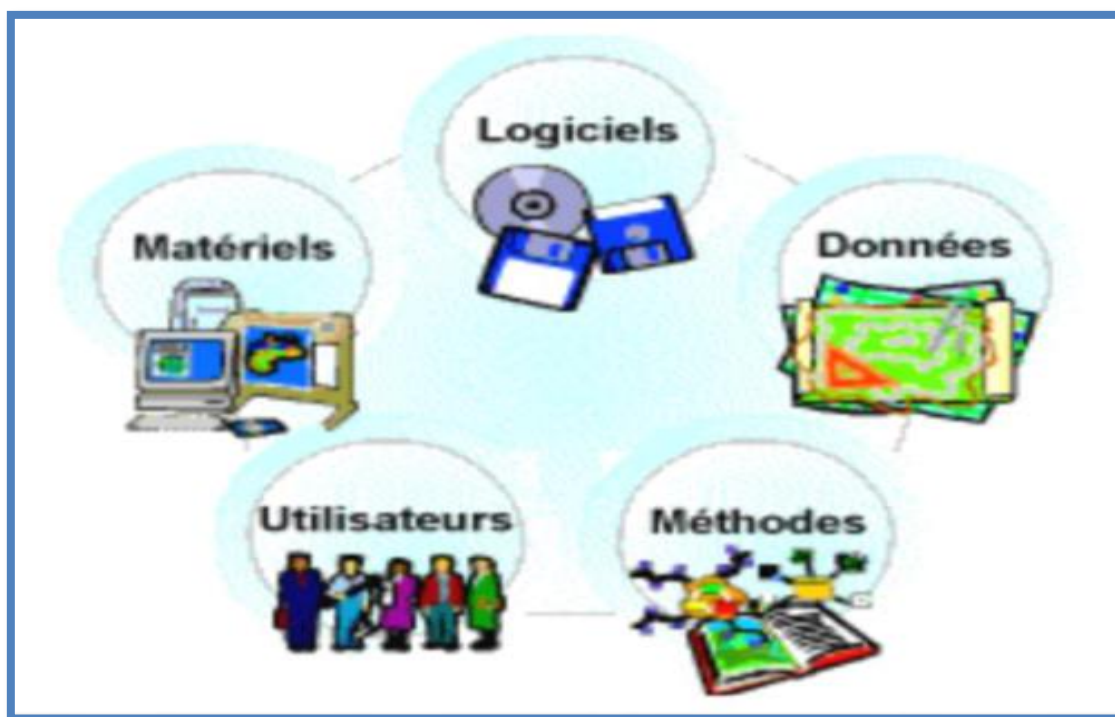 Logiciels
Matériels
Données
Utilisateurs
Méthodes